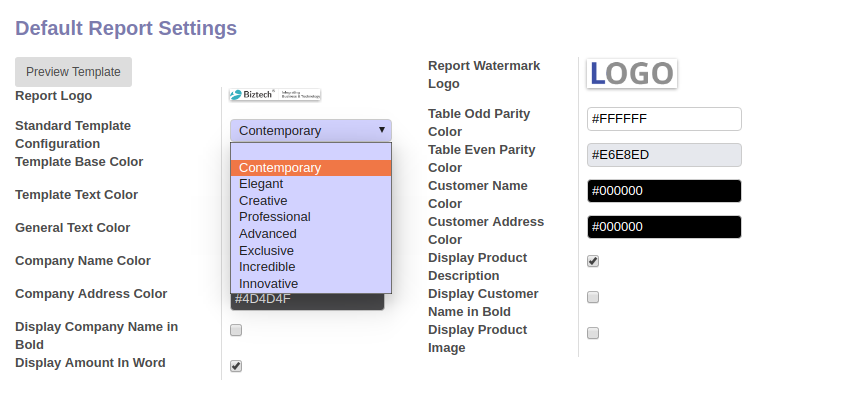 Default Report Settings
Preview Template
Report Logo
Biztech
Integrating
Business & Technology
Standard Template
Configuration
Contemporary
Contemporary
Elegant
Creative
Professional
Advanced
Exclusive
Incredible
Innovative
Template Base Color
Template Text Color
General Text Color
Company Name Color
Company Address Color
#4D4D4F
Display Company Name in
Bold
Display Amount In Word
Report Watermark
Logo
LOGO
Table Odd Parity
Color
#FFFFFF
Table Even Parity
Color
#E6E8ED
Customer Name
Color
#000000
Customer Address
Color
#000000
Display Product
Description
Display Customer
Name in Bold
Display Product
Image